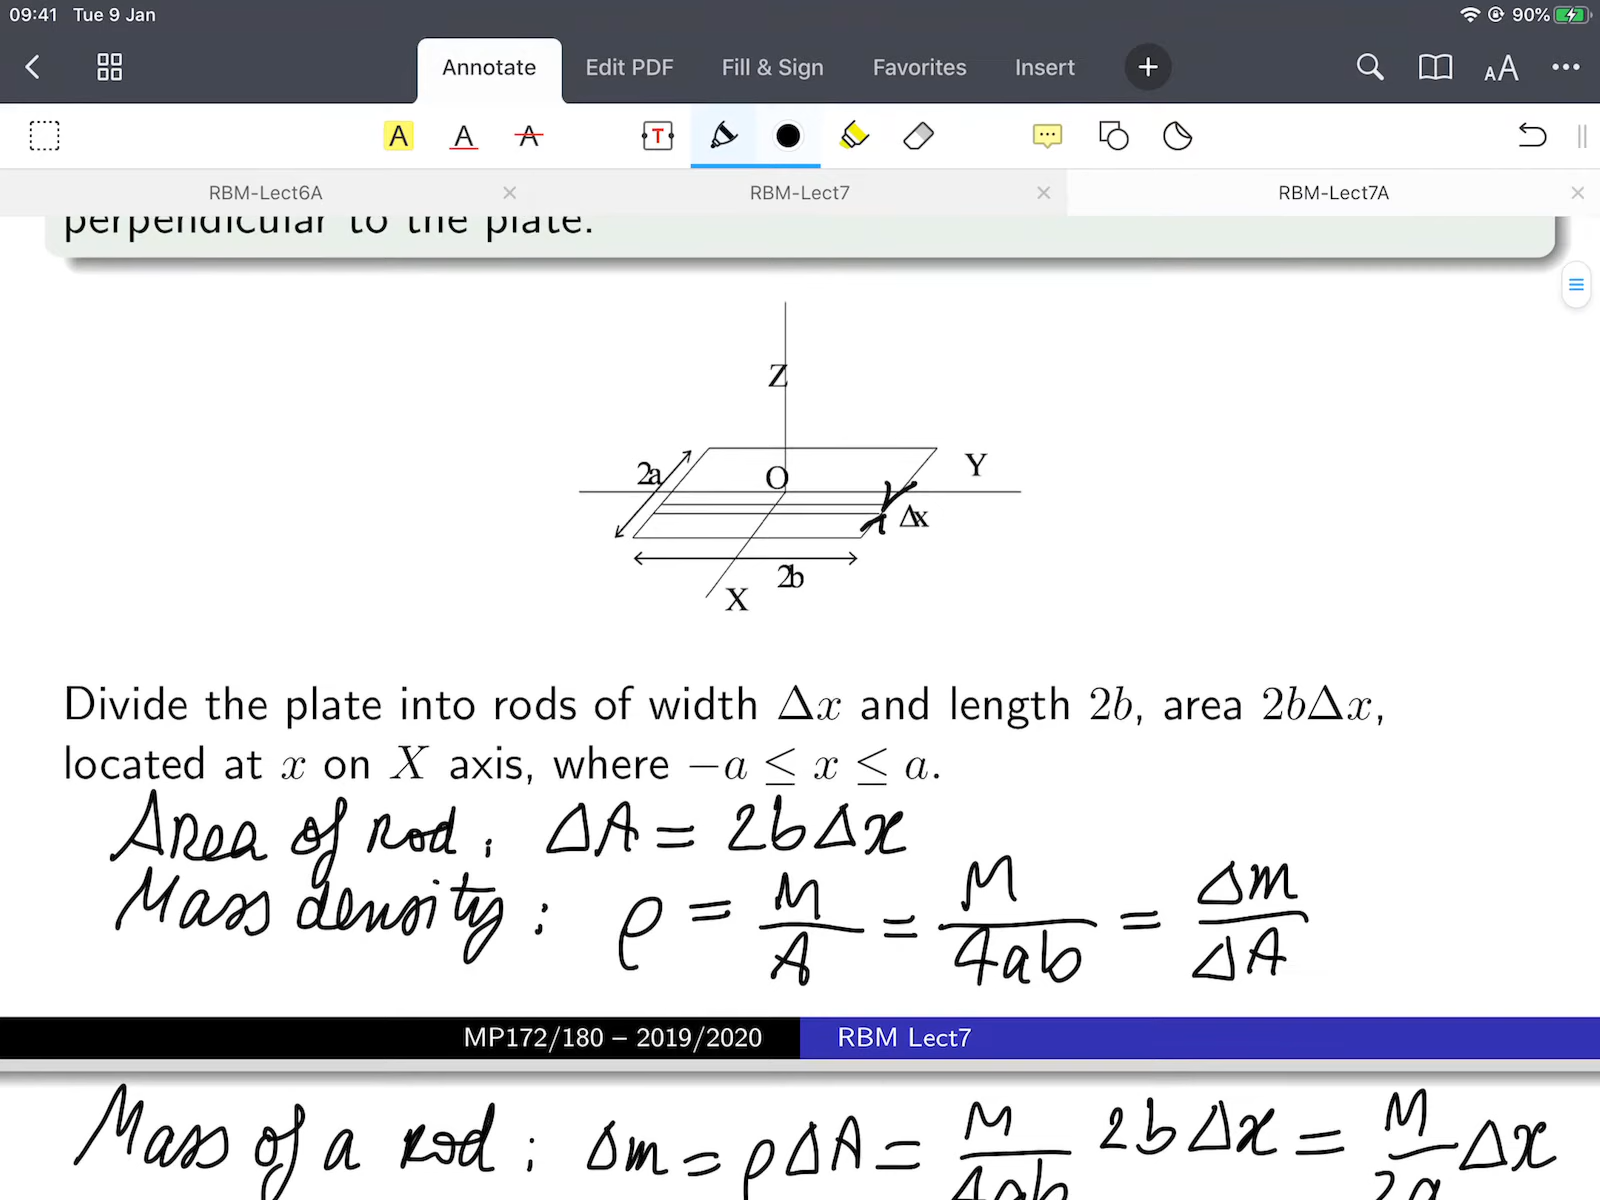 09:41 Tue 9 Jan 90%
Annotate Edit PDF Fill & Sign Favorites Insert + AA
A A A T
RBM-Lect6A RBM-Lect7 RBM-Lect7A
perpendicular to the plate.
Z
2a O Y
Δx
2b
X
Divide the plate into rods of width Δx and length 2b, area 2bΔx,
located at x on X axis, where −a ≤ x ≤ a.
Area of Rod: ΔA = 2bΔx
Mass density: ρ = M/A = M/4ab = Δm/ΔA
MP172/180 – 2019/2020 RBM Lect7
Mass of a rod: Δm = ρΔA = M/4ab 2bΔx = M/2a Δx